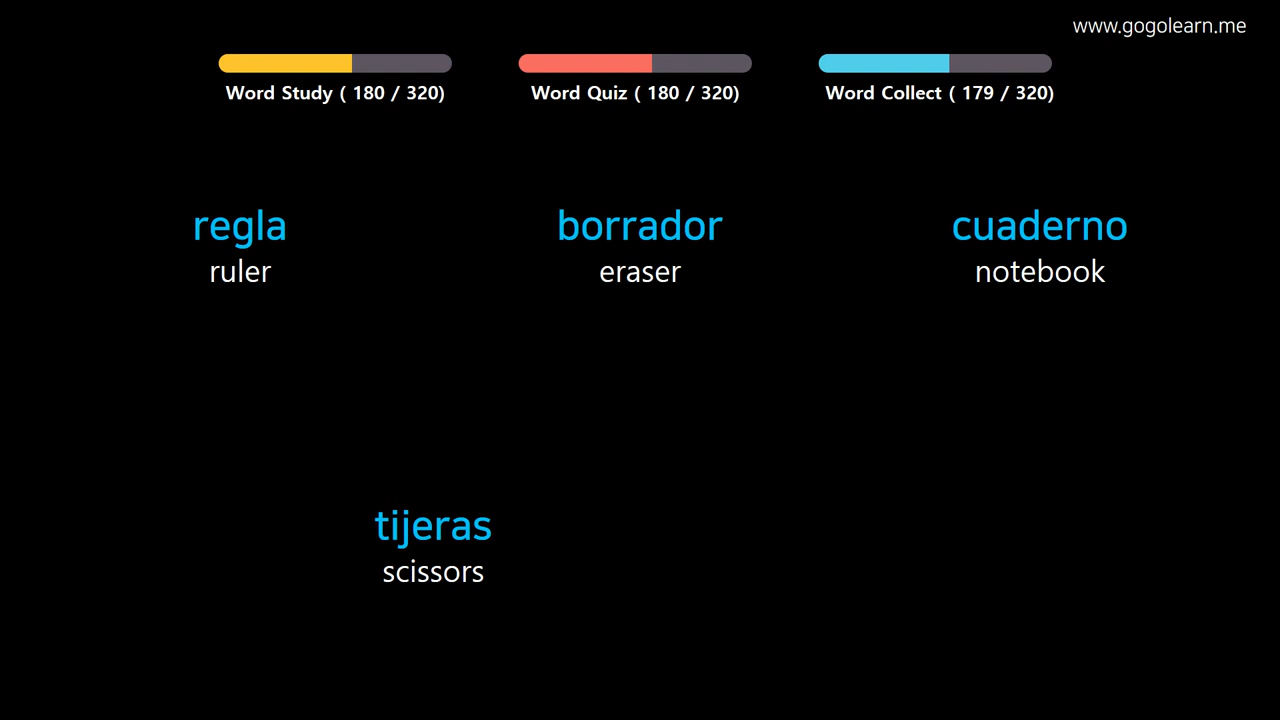 www.gogolearn.me
Word Study ( 180 / 320)
Word Quiz ( 180 / 320)
Word Collect ( 179 / 320)
regla
ruler
borrador
eraser
cuaderno
notebook
tijeras
scissors